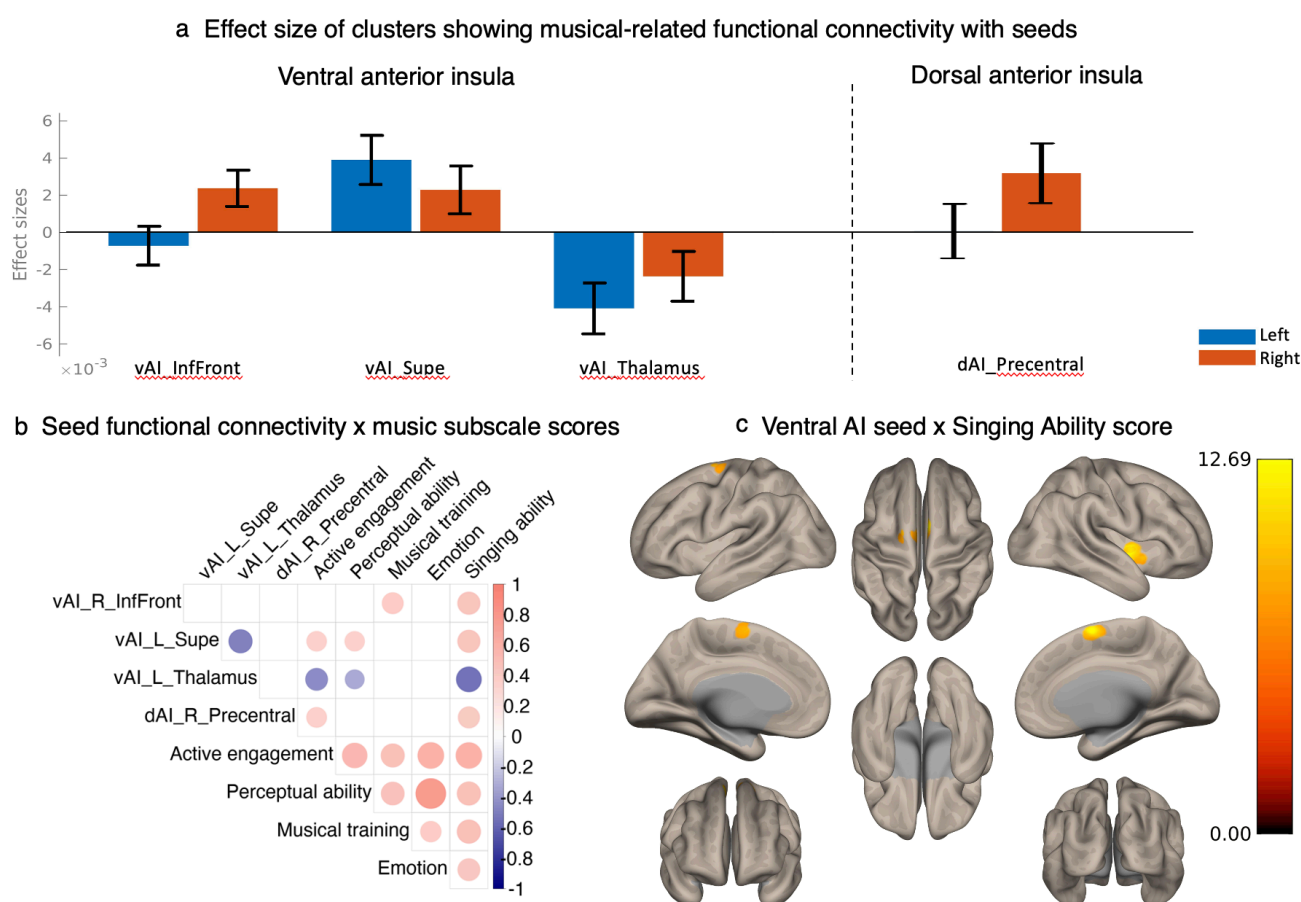 a Effect size of clusters showing musical-related functional connectivity with seeds
Ventral anterior insula
Dorsal anterior insula
Effect sizes
6
4
2
0
-2
-4
-6
×10⁻³
vAI_InfFront
vAI_Supe
vAI_Thalamus
dAI_Precentral
Left
Right
b Seed functional connectivity x music subscale scores
vAI_L_Supe
vAI_L_Thalamus
dAI_R_Precentral
Active engagement
Perceptual ability
Musical training
Emotion
Singing ability
vAI_R_InfFront
vAI_L_Supe
vAI_L_Thalamus
dAI_R_Precentral
Active engagement
Perceptual ability
Musical training
Emotion
1
0.8
0.6
0.4
0.2
0
-0.2
-0.4
-0.6
-0.8
-1
c Ventral AI seed x Singing Ability score
12.69
0.00